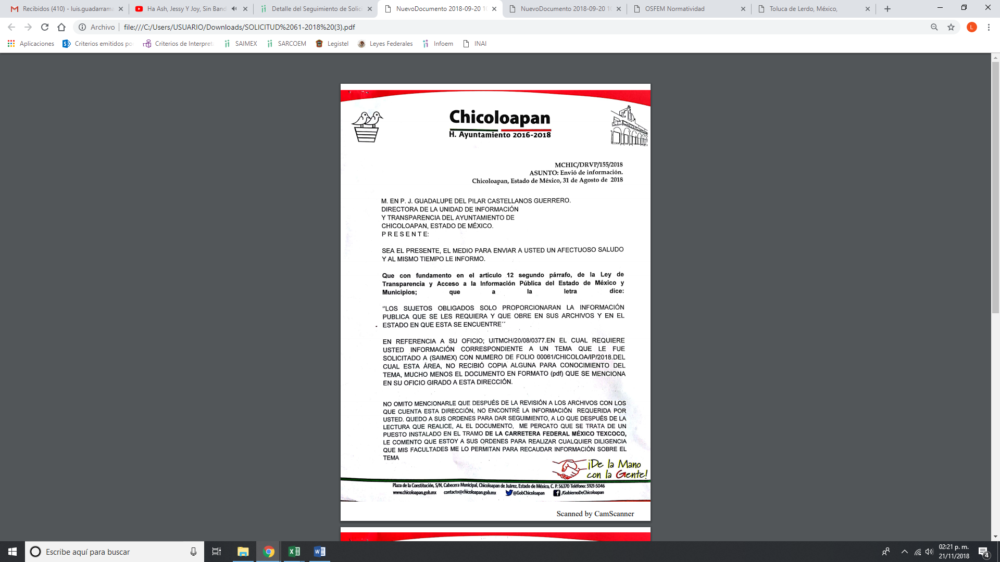 Recibidos (410) - luis.guadarrama
Ha Ash, Jessy Y Joy, Sin Band
Detalle del Seguimiento de Solici
NuevoDocumento 2018-09-20 1
NuevoDocumento 2018-09-20 1
OSFEM Normatividad
Toluca de Lerdo, México,
Archivo
file:///C:/Users/USUARIO/Downloads/SOLICITUD%2061-2018%20(3).pdf
L
Aplicaciones
Criterios emitidos po
Criterios de Interpret
SAIMEX
SARCOEM
Legistel
Leyes Federales
Infoem
INAI
Chicoloapan
H. Ayuntamiento 2016-2018
MCHIC/DRVP/155/2018
ASUNTO: Envió de información.
Chicoloapan, Estado de México, 31 de Agosto de 2018
M. EN P. J. GUADALUPE DEL PILAR CASTELLANOS GUERRERO.
DIRECTORA DE LA UNIDAD DE INFORMACIÓN
Y TRANSPARENCIA DEL AYUNTAMIENTO DE
CHICOLOAPAN, ESTADO DE MÉXICO.
P R E S E N T E:
SEA EL PRESENTE, EL MEDIO PARA ENVIAR A USTED UN AFECTUOSO SALUDO
Y AL MISMO TIEMPO LE INFORMO.
Que con fundamento en el artículo 12 segundo párrafo, de la Ley de
Transparencia y Acceso a la Información Pública del Estado de México y
Municipios; que a la letra dice:
"LOS SUJETOS OBLIGADOS SOLO PROPORCIONARAN LA INFORMACIÓN
PUBLICA QUE SE LES REQUIERA Y QUE OBRE EN SUS ARCHIVOS Y EN EL
ESTADO EN QUE ESTA SE ENCUENTRE´´
EN REFERENCIA A SU OFICIO; UITMCH/20/08/0377.EN EL CUAL REQUIERE
USTED INFORMACIÓN CORRESPONDIENTE A UN TEMA QUE LE FUE
SOLICITADO A (SAIMEX) CON NUMERO DE FOLIO 00061/CHICOLOA/IP/2018.DEL
CUAL ESTA ÁREA, NO RECIBIÓ COPIA ALGUNA PARA CONOCIMIENTO DEL
TEMA, MUCHO MENOS EL DOCUMENTO EN FORMATO (pdf) QUE SE MENCIONA
EN SU OFICIO GIRADO A ESTA DIRECCIÓN.
NO OMITO MENCIONARLE QUE DESPUÉS DE LA REVISIÓN A LOS ARCHIVOS CON LOS
QUE CUENTA ESTA DIRECCIÓN, NO ENCONTRÉ LA INFORMACIÓN REQUERIDA POR
USTED. QUEDO A SUS ORDENES PARA DAR SEGUIMIENTO, A LO QUE DESPUÉS DE LA
LECTURA QUE REALICE, AL EL DOCUMENTO, ME PERCATO QUE SE TRATA DE UN
PUESTO INSTALADO EN EL TRAMO DE LA CARRETERA FEDERAL MÉXICO TEXCOCO,
LE COMENTO QUE ESTOY A SUS ORDENES PARA REALIZAR CUALQUIER DILIGENCIA
QUE MIS FACULTADES ME LO PERMITAN PARA RECAUDAR INFORMACIÓN SOBRE EL
TEMA
¡De la Mano
con la Gente!
Plaza de la Constitución, S/N, Cabecera Municipal, Chicoloapan de Juárez, Estado de México, C. P. 56370 Teléfono: 5921-5046
www.chicoloapan.gob.mx contacto@chicoloapan.gob.mx @GobChicoloapan /GobiernoDeChicoloapan
Scanned by CamScanner
Escribe aquí para buscar
02:21 p. m.
21/11/2018
4